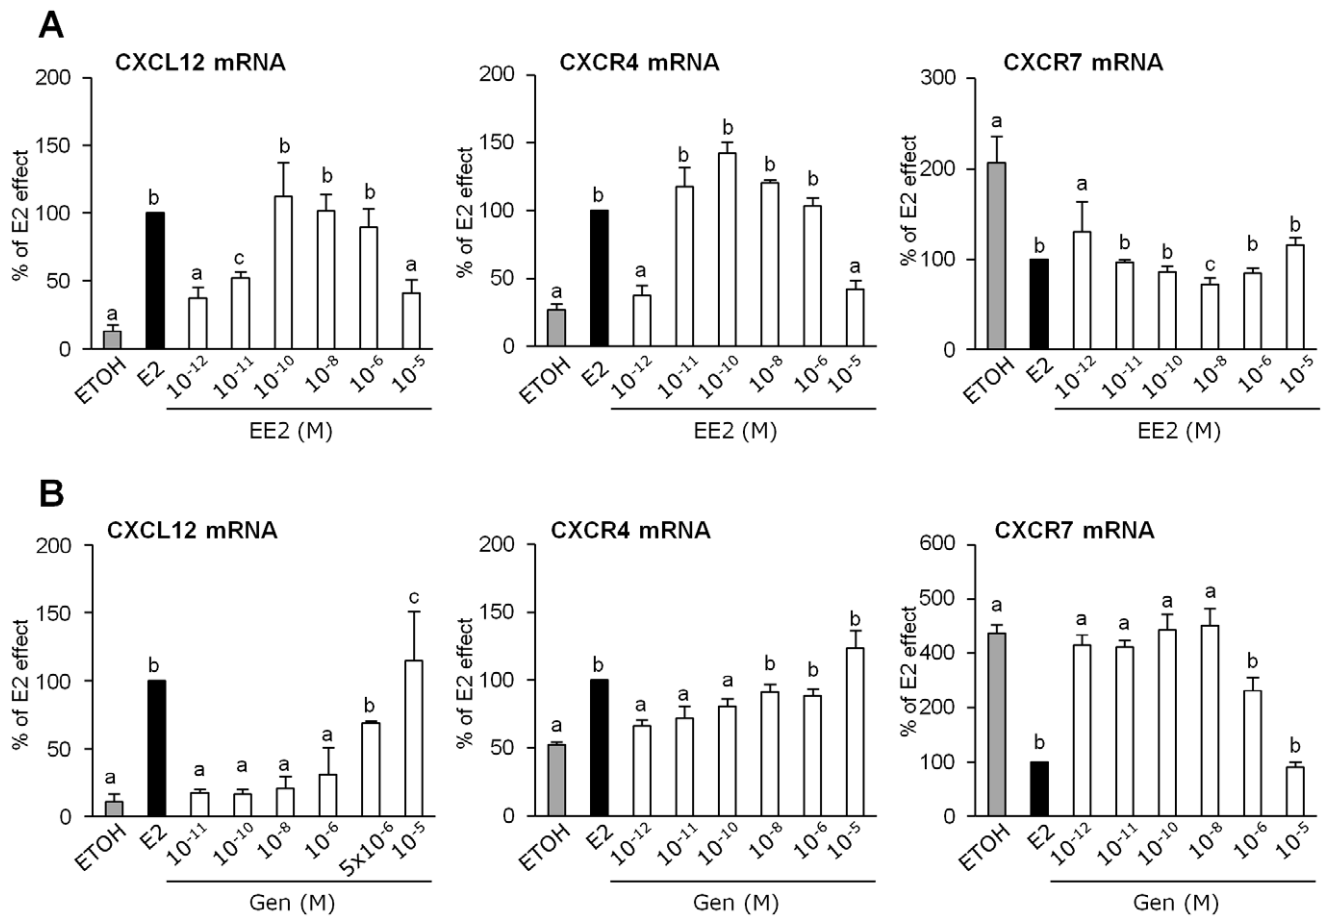 A
CXCL12 mRNA
% of E2 effect
200
150
100
50
0
a
b
a
c
b
b
b
a
ETOH
E2
10⁻¹²
10⁻¹¹
10⁻¹⁰
10⁻⁸
10⁻⁶
10⁻⁵
EE2 (M)
CXCR4 mRNA
% of E2 effect
200
150
100
50
0
a
b
a
b
b
b
b
a
ETOH
E2
10⁻¹²
10⁻¹¹
10⁻¹⁰
10⁻⁸
10⁻⁶
10⁻⁵
EE2 (M)
CXCR7 mRNA
% of E2 effect
300
200
100
0
a
b
a
b
b
c
b
b
ETOH
E2
10⁻¹²
10⁻¹¹
10⁻¹⁰
10⁻⁸
10⁻⁶
10⁻⁵
EE2 (M)
B
CXCL12 mRNA
% of E2 effect
200
150
100
50
0
a
b
a
a
a
a
b
c
ETOH
E2
10⁻¹¹
10⁻¹⁰
10⁻⁸
10⁻⁶
5x10⁻⁶
10⁻⁵
Gen (M)
CXCR4 mRNA
% of E2 effect
200
150
100
50
0
a
b
a
a
a
b
b
b
ETOH
E2
10⁻¹²
10⁻¹¹
10⁻¹⁰
10⁻⁸
10⁻⁶
10⁻⁵
Gen (M)
CXCR7 mRNA
% of E2 effect
600
500
400
200
100
0
a
b
a
a
a
a
b
b
ETOH
E2
10⁻¹²
10⁻¹¹
10⁻¹⁰
10⁻⁸
10⁻⁶
10⁻⁵
Gen (M)